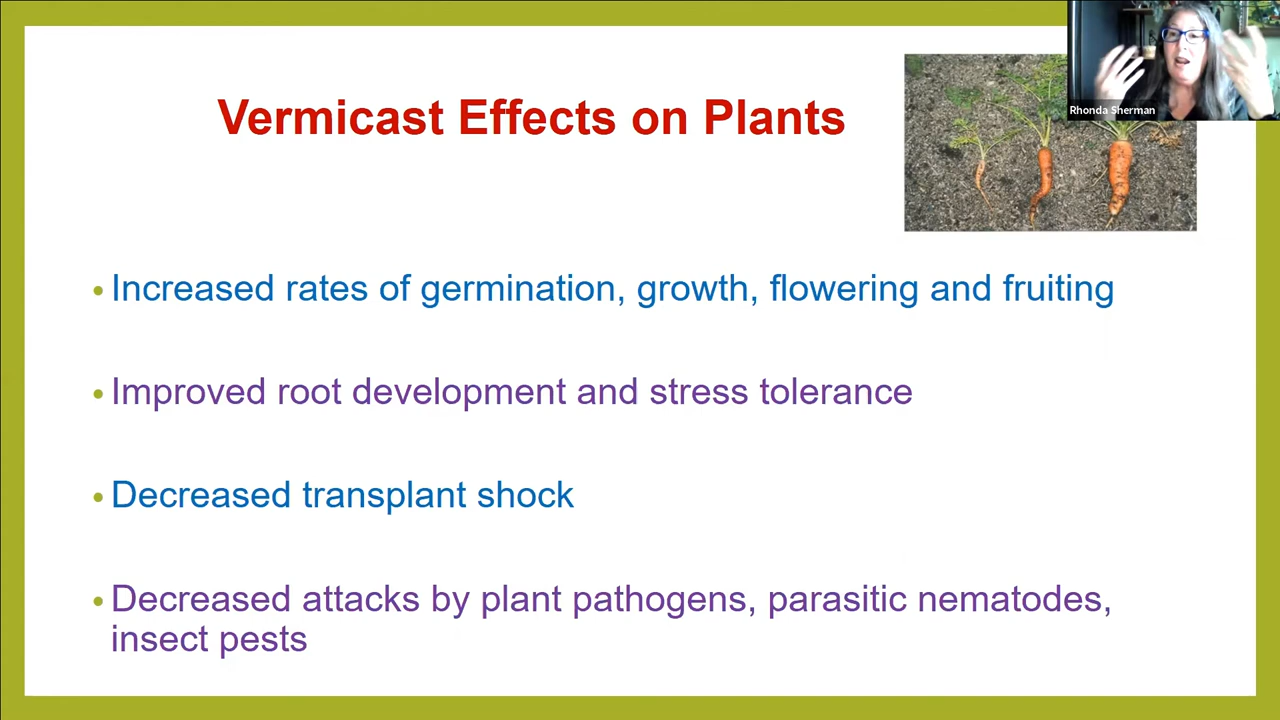 Rhonda Sherman
Vermicast Effects on Plants
• Increased rates of germination, growth, flowering and fruiting
• Improved root development and stress tolerance
• Decreased transplant shock
• Decreased attacks by plant pathogens, parasitic nematodes,
insect pests